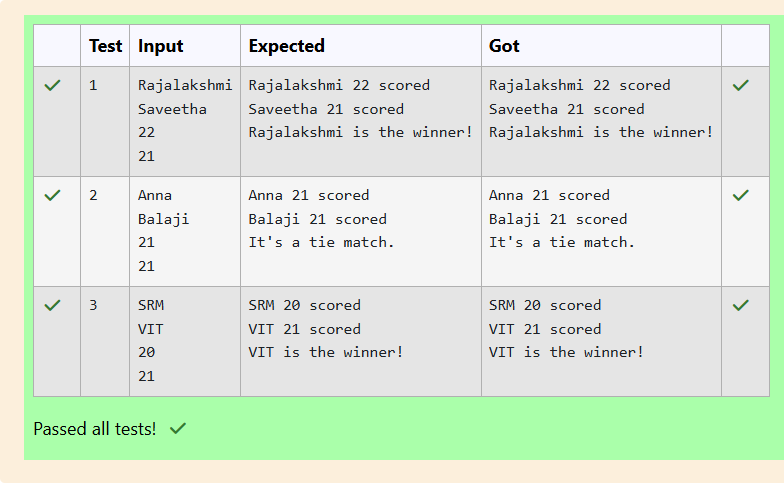 Test Input Expected Got
1 Rajalakshmi Rajalakshmi 22 scored Rajalakshmi 22 scored
Saveetha Saveetha 21 scored Saveetha 21 scored
22 Rajalakshmi is the winner! Rajalakshmi is the winner!
21
2 Anna Anna 21 scored Anna 21 scored
Balaji Balaji 21 scored Balaji 21 scored
21 It's a tie match. It's a tie match.
21
3 SRM SRM 20 scored SRM 20 scored
VIT VIT 21 scored VIT 21 scored
20 VIT is the winner! VIT is the winner!
21
Passed all tests!